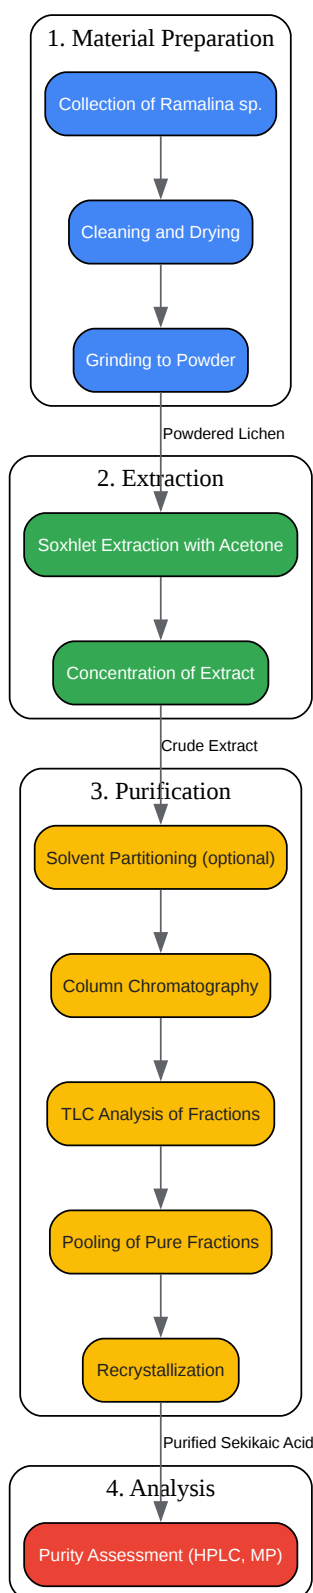 1. Material Preparation
Collection of Ramalina sp.
Cleaning and Drying
Grinding to Powder
Powdered Lichen
2. Extraction
Soxhlet Extraction with Acetone
Concentration of Extract
Crude Extract
3. Purification
Solvent Partitioning (optional)
Column Chromatography
TLC Analysis of Fractions
Pooling of Pure Fractions
Recrystallization
Purified Sekikaic Acid
4. Analysis
Purity Assessment (HPLC, MP)